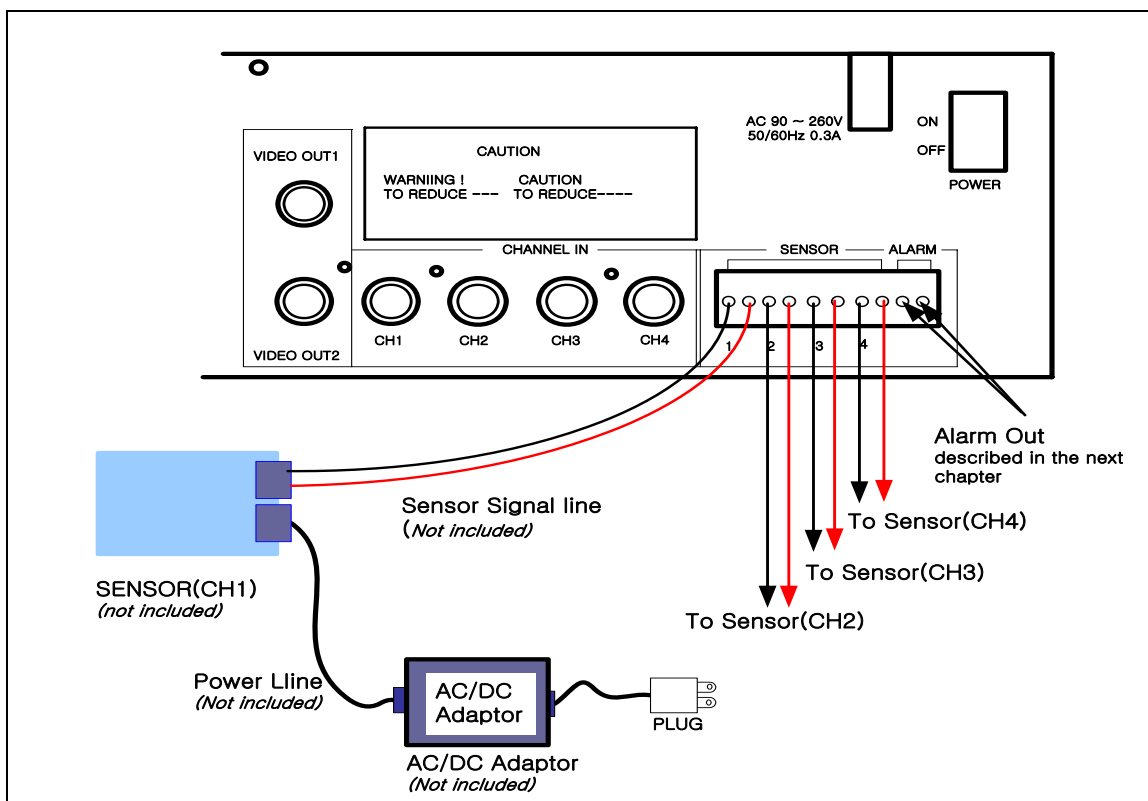 AC 90 ~ 260V
50/60Hz 0.3A
ON
OFF
POWER
VIDEO OUT1
CAUTION
WARNIING !
TO REDUCE ---
CAUTION
TO REDUCE----
CHANNEL IN
SENSOR
ALARM
CH1
CH2
CH3
CH4
VIDEO OUT2
1
2
3
4
Alarm Out
described in the next
chapter
Sensor Signal line
(Not included)
To Sensor(CH4)
To Sensor(CH3)
To Sensor(CH2)
SENSOR(CH1)
(not included)
Power Lline
(Not included)
AC/DC
Adaptor
PLUG
AC/DC Adaptor
(Not included)